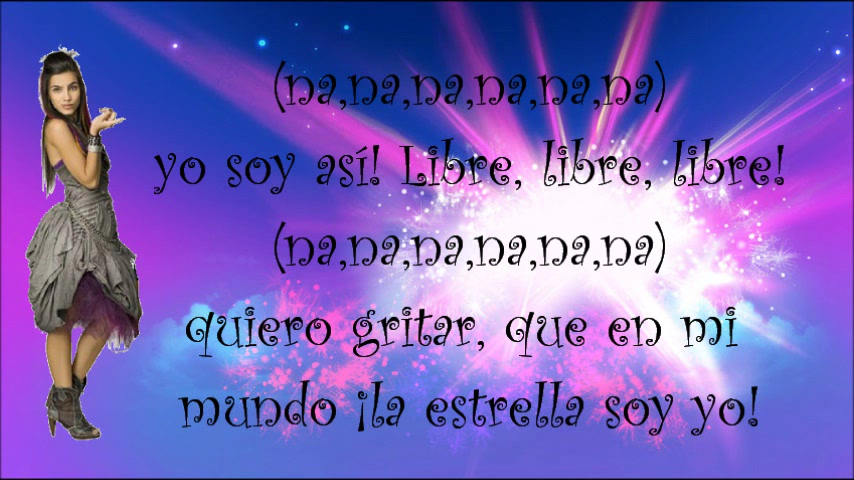 (na,na,na,na,na,na)
yo soy así! Libre, libre, libre!
(na,na,na,na,na,na)
quiero gritar, que en mi
mundo ¡la estrella soy yo!